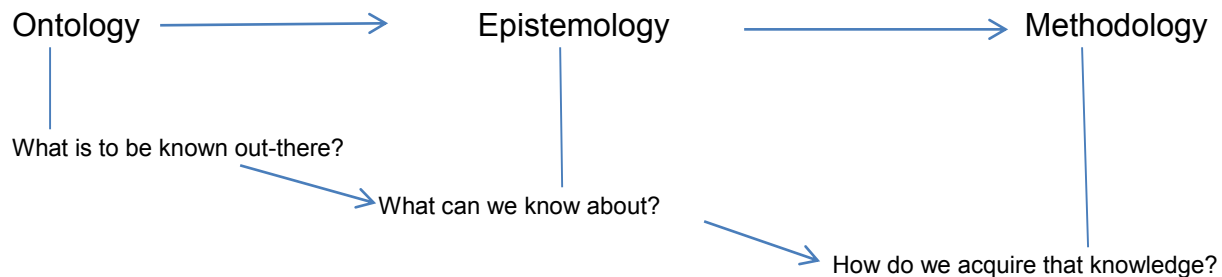 Ontology Epistemology Methodology
What is to be known out-there?
What can we know about?
How do we acquire that knowledge?